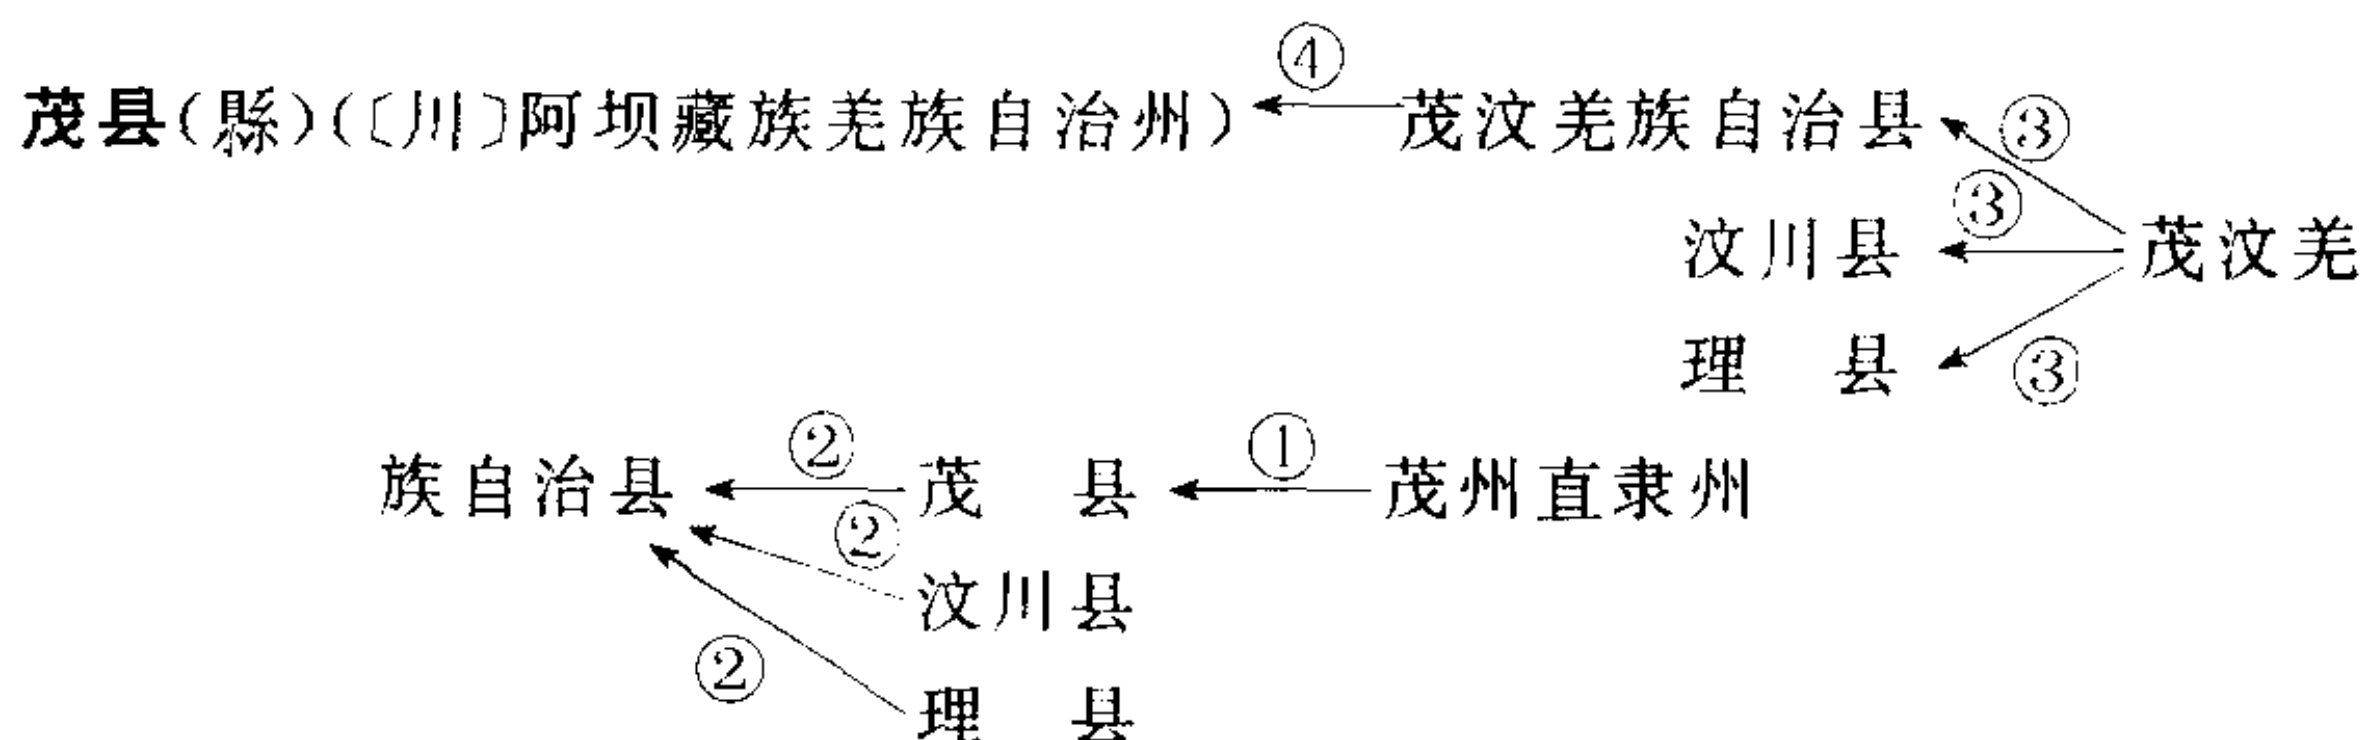 ④
茂县(縣)(〔川〕阿坝藏族羌族自治州) 茂汶羌族自治县 ③
③
汶川县 茂汶羌
理 县 ③
② ①
族自治县 茂 县 茂州直隶州
②
汶川县
②
理 县